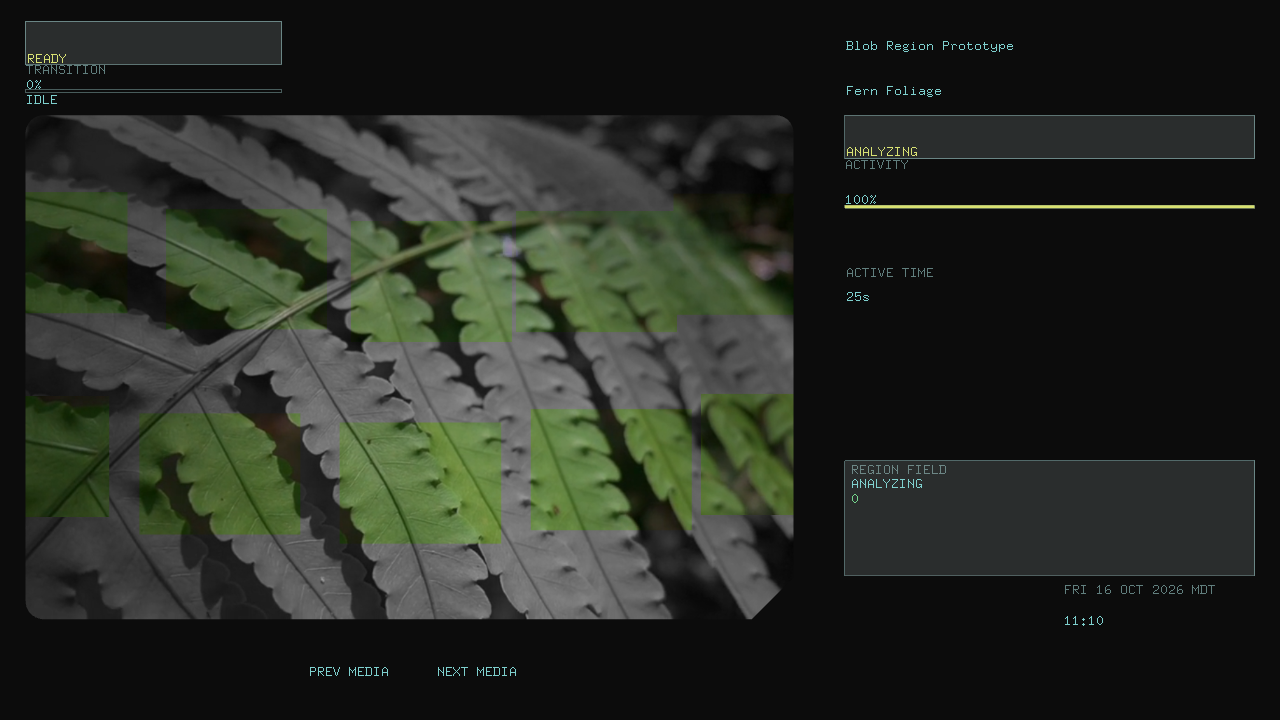 READY
TRANSITION
0%
IDLE
Blob Region Prototype
Fern Foliage
ANALYZING
ACTIVITY
100%
ACTIVE TIME
25s
REGION FIELD
ANALYZING
0
FRI 16 OCT 2026 MDT
11:10
PREV MEDIA
NEXT MEDIA